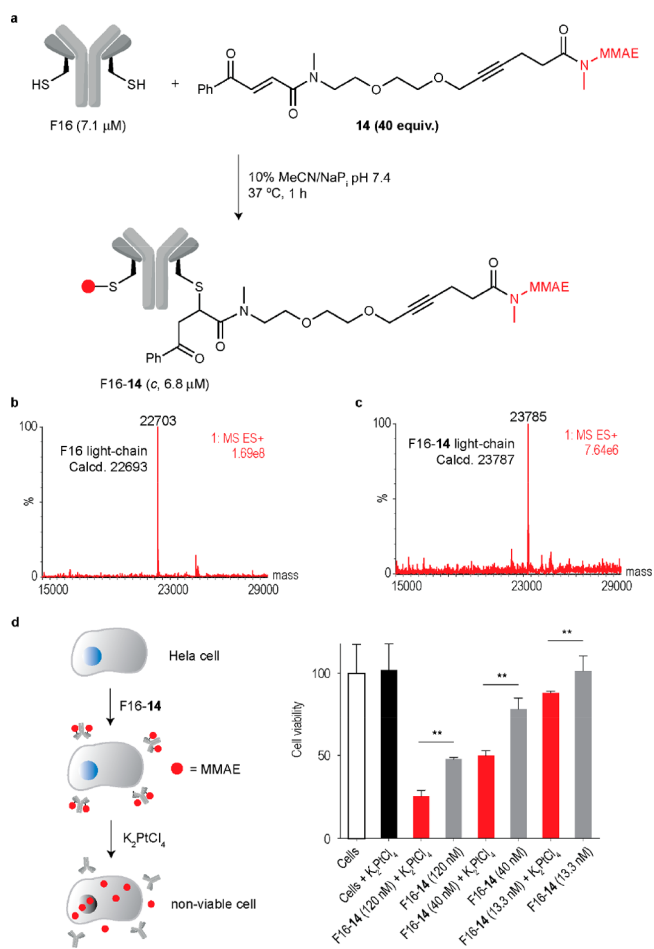 a
HS
SH
F16 (7.1 µM)
+
O
Ph
O
N
O
O
O
N
MMAE
14 (40 equiv.)
10% MeCN/NaPi pH 7.4
37 ºC, 1 h
S
S
N
O
O
O
O
N
MMAE
Ph
O
F16-14 (c, 6.8 µM)
b
22703
100
F16 light-chain
Calcd. 22693
1: MS ES+
1.69e8
%
0
15000
23000
29000
mass
c
23785
100
F16-14 light-chain
Calcd. 23787
1: MS ES+
7.64e6
%
0
15000
23000
29000
mass
d
Hela cell
F16-14
= MMAE
K2PtCl4
non-viable cell
Cell viability
100
50
0
**
**
**
Cells
Cells + K2PtCl4
F16-14 (120 nM) + K2PtCl4
F16-14 (120 nM)
F16-14 (40 nM) + K2PtCl4
F16-14 (40 nM)
F16-14 (13.3 nM) + K2PtCl4
F16-14 (13.3 nM)